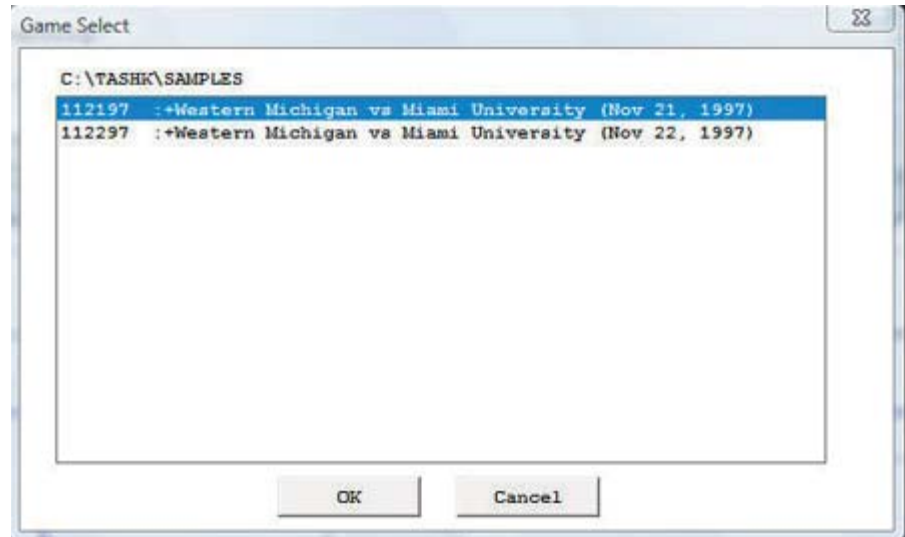 Game Select
C:\TASHK\SAMPLES
112197 :+Western Michigan vs Miami University (Nov 21, 1997)
112297 :+Western Michigan vs Miami University (Nov 22, 1997)
OK Cancel